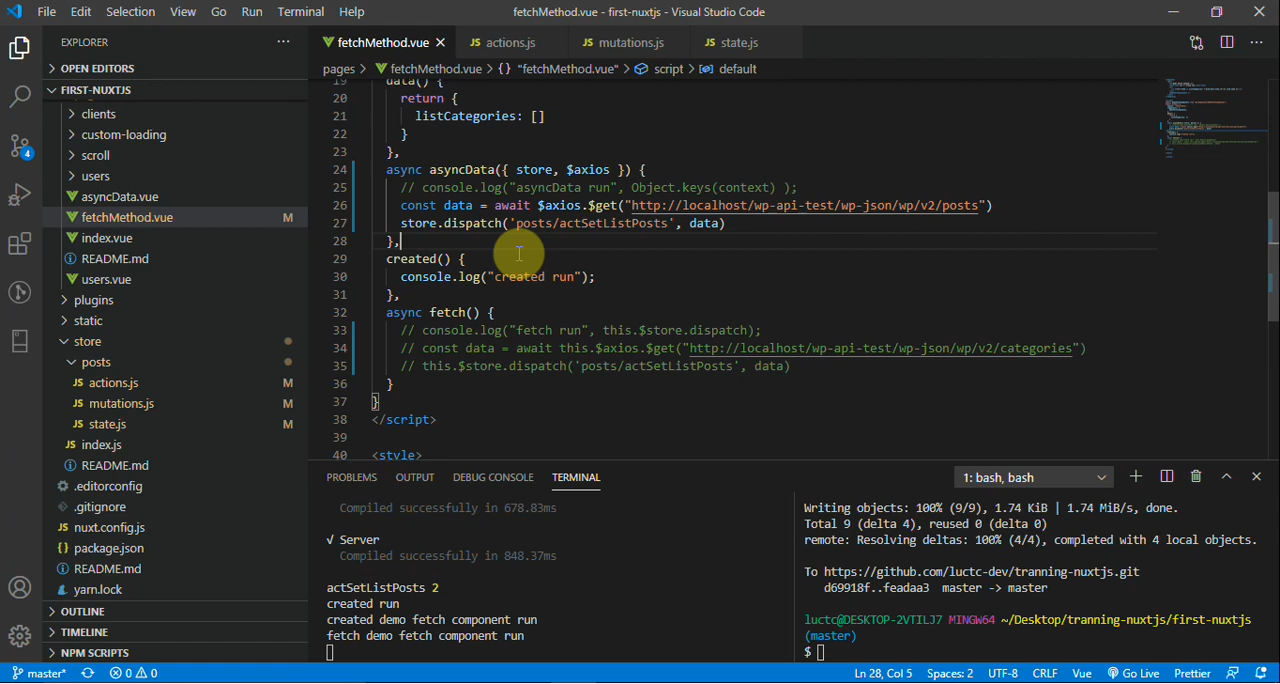 File Edit Selection View Go Run Terminal Help fetchMethod.vue - first-nuxtjs - Visual Studio Code
EXPLORER ···
OPEN EDITORS
FIRST-NUXTJS
clients
custom-loading
scroll
users
asyncData.vue
fetchMethod.vue M
index.vue
README.md
users.vue
plugins
static
store
posts
JS actions.js M
JS mutations.js M
JS state.js M
JS index.js
README.md
.editorconfig
.gitignore
JS nuxt.config.js
{} package.json
README.md
yarn.lock
OUTLINE
TIMELINE
NPM SCRIPTS
4
fetchMethod.vue JS actions.js JS mutations.js JS state.js
pages > fetchMethod.vue > {} "fetchMethod.vue" > script > default
19 data() {
20 return {
21 listCategories: []
22 }
23 },
24 async asyncData({ store, $axios }) {
25 // console.log("asyncData run", Object.keys(context) );
26 const data = await $axios.$get("http://localhost/wp-api-test/wp-json/wp/v2/posts")
27 store.dispatch('posts/actSetListPosts', data)
28 },
29 created() {
30 console.log("created run");
31 },
32 async fetch() {
33 // console.log("fetch run", this.$store.dispatch);
34 // const data = await this.$axios.$get("http://localhost/wp-api-test/wp-json/wp/v2/categories")
35 // this.$store.dispatch('posts/actSetListPosts', data)
36 }
37 }
38 </script>
39
40 <style>
PROBLEMS OUTPUT DEBUG CONSOLE TERMINAL 1: bash, bash
Compiled successfully in 678.83ms
√ Server
Compiled successfully in 848.37ms
actSetListPosts 2
created run
created demo fetch component run
fetch demo fetch component run
Writing objects: 100% (9/9), 1.74 KiB | 1.74 MiB/s, done.
Total 9 (delta 4), reused 0 (delta 0)
remote: Resolving deltas: 100% (4/4), completed with 4 local objects.
To https://github.com/luctc-dev/tranning-nuxtjs.git
d69918f..feadaa3 master -> master
luctc@DESKTOP-2VTILJ7 MINGW64 ~/Desktop/tranning-nuxtjs/first-nuxtjs
(master)
$
master* 0 0 Ln 28, Col 5 Spaces: 2 UTF-8 CRLF Vue Go Live Prettier